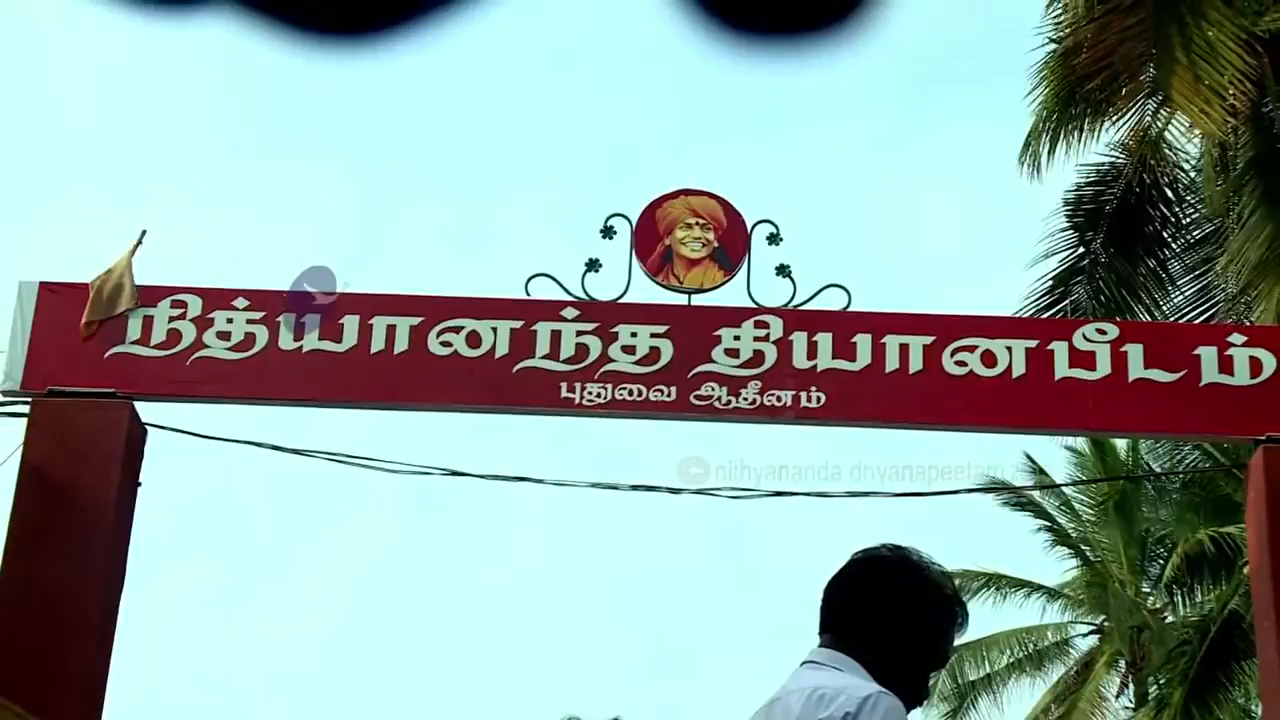 நித்யானந்த தியானபீடம்
புதுவை ஆதீனம்
nithyananda dhyanapeetam